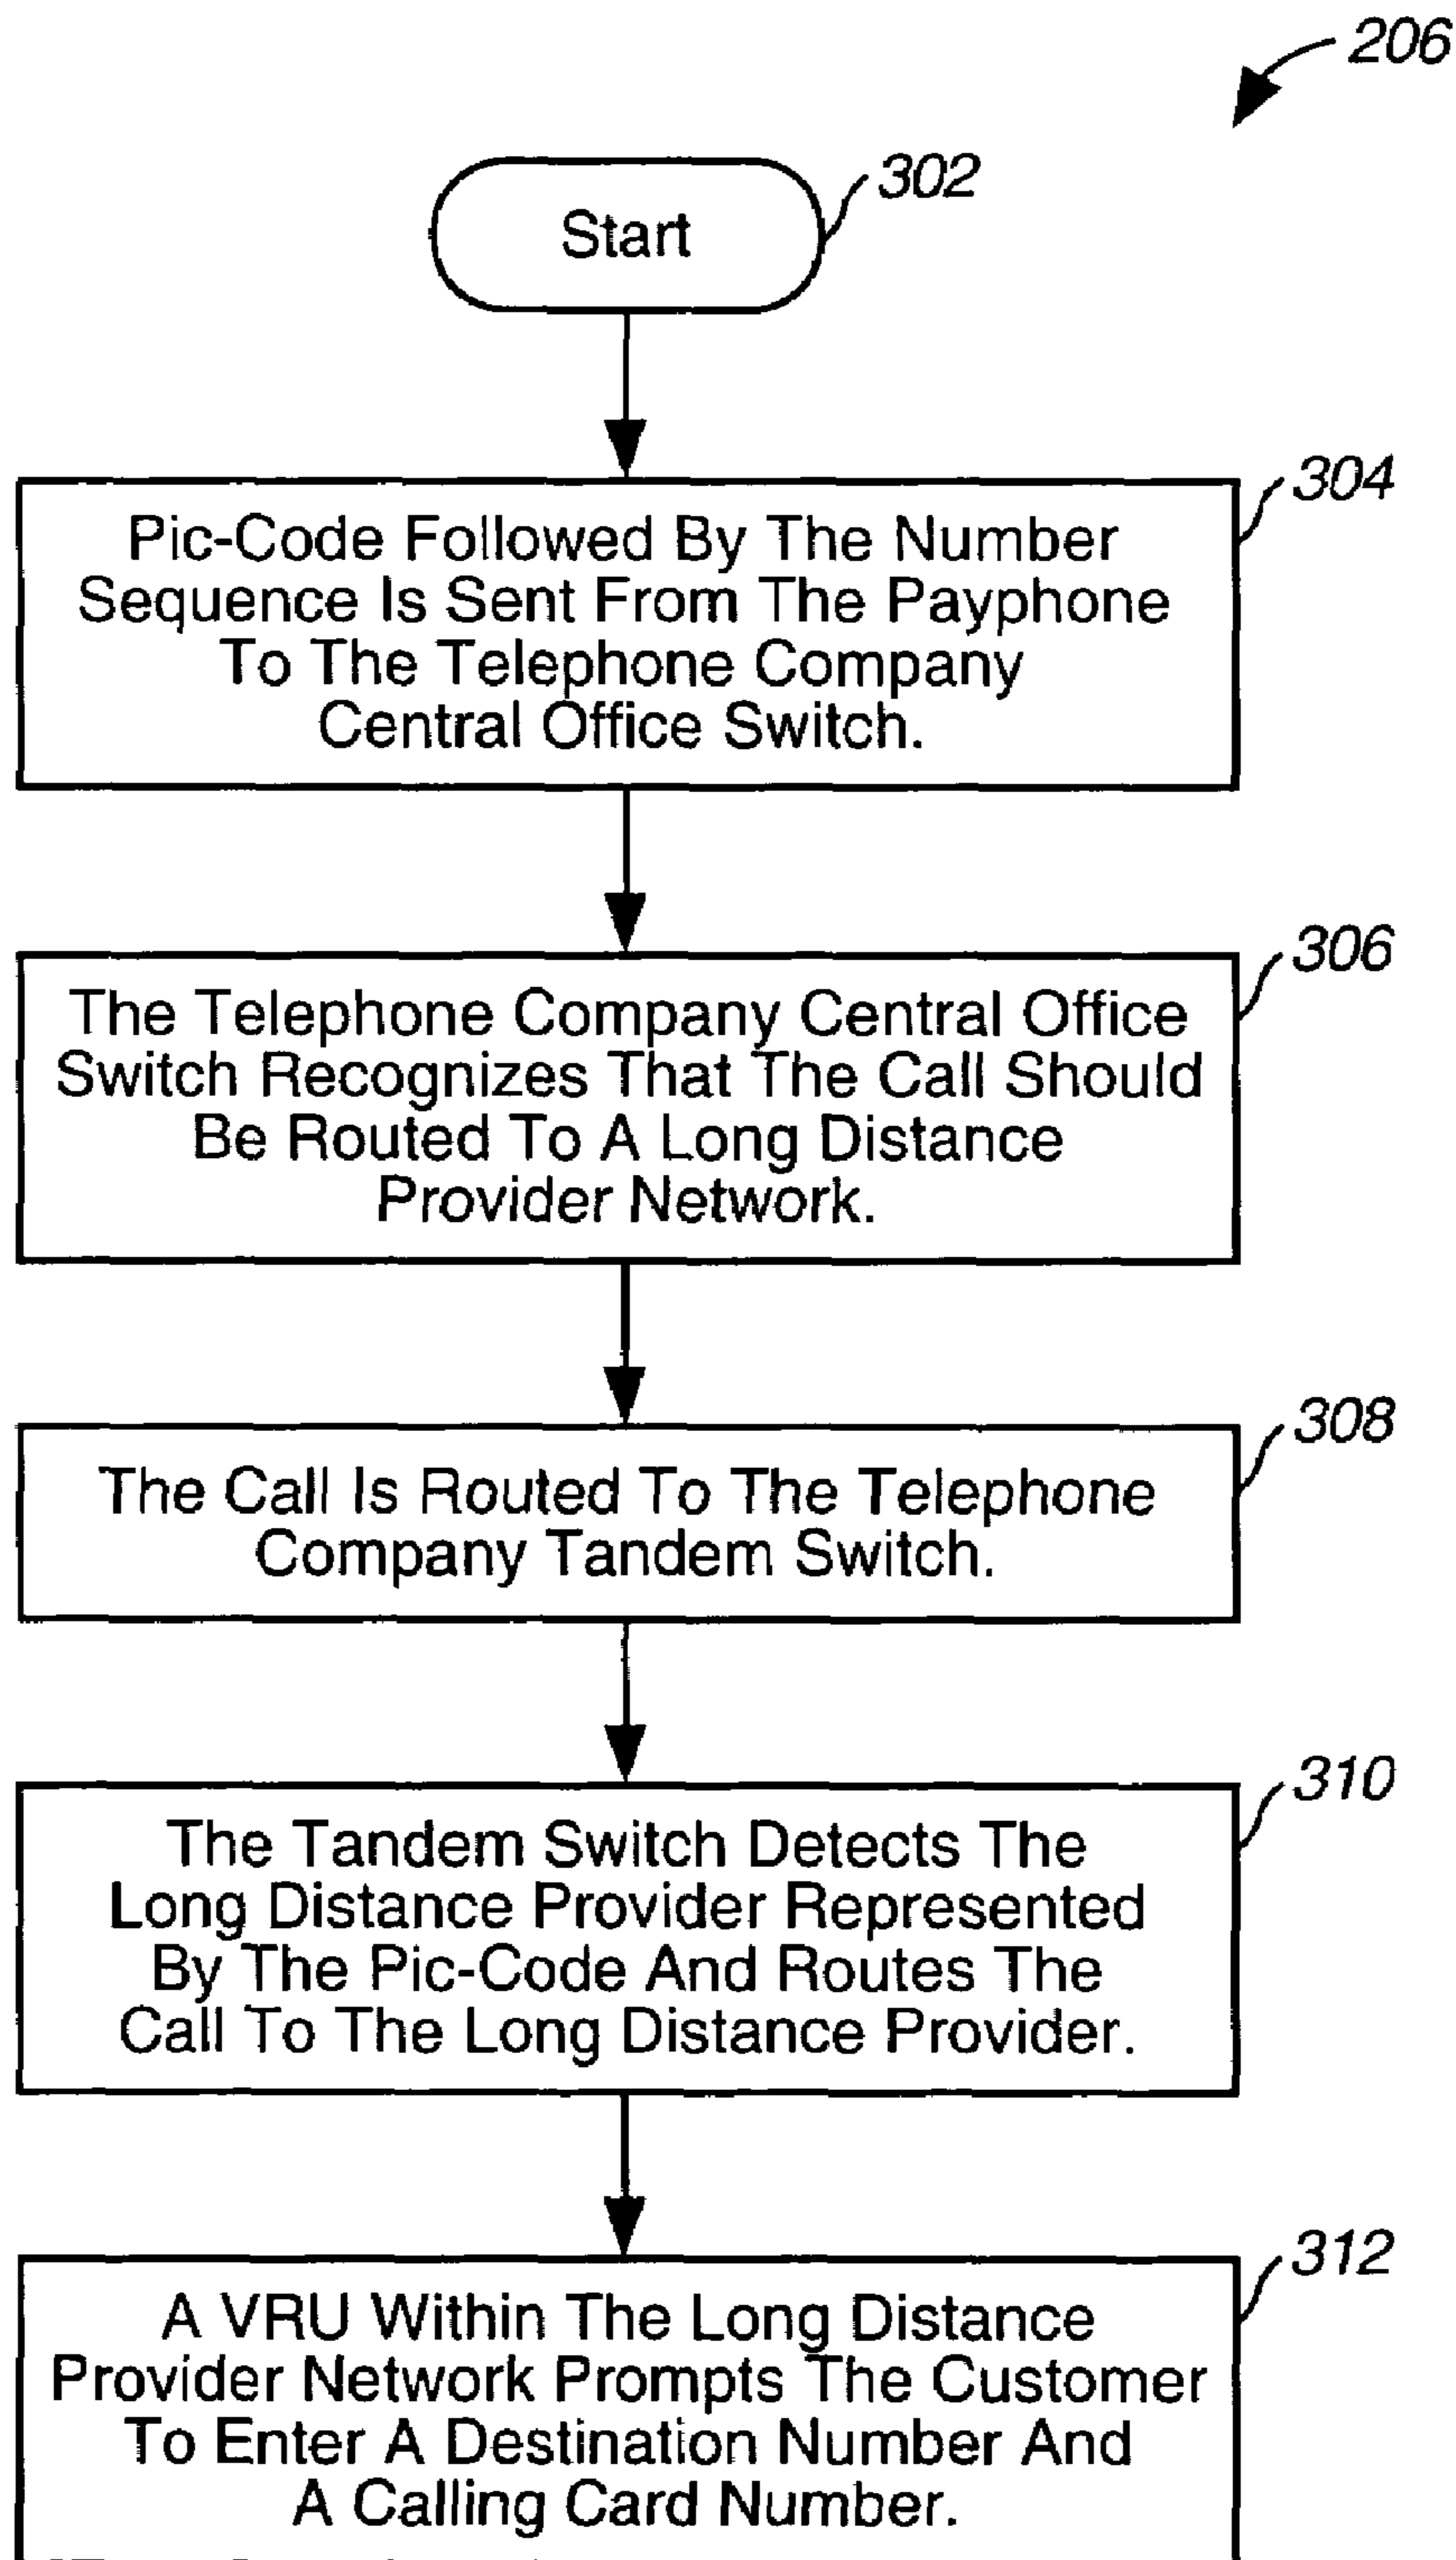 206
Start
302
304
Pic-Code Followed By The Number
Sequence Is Sent From The Payphone
To The Telephone Company
Central Office Switch.
306
The Telephone Company Central Office
Switch Recognizes That The Call Should
Be Routed To A Long Distance
Provider Network.
308
The Call Is Routed To The Telephone
Company Tandem Switch.
310
The Tandem Switch Detects The
Long Distance Provider Represented
By The Pic-Code And Routes The
Call To The Long Distance Provider.
312
A VRU Within The Long Distance
Provider Network Prompts The Customer
To Enter A Destination Number And
A Calling Card Number.